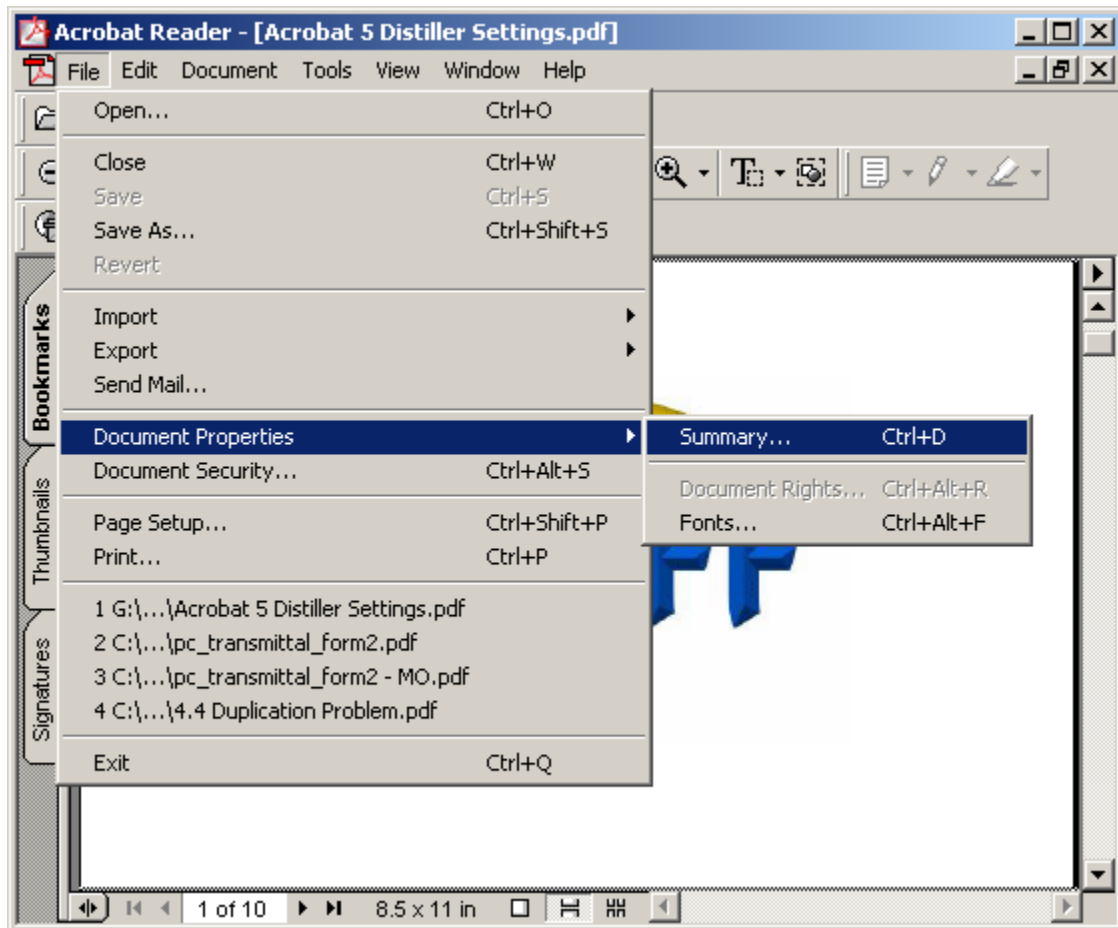 Acrobat Reader - [Acrobat 5 Distiller Settings.pdf]
File Edit Document Tools View Window Help
Open... Ctrl+O
Close Ctrl+W
Save Ctrl+S
Save As... Ctrl+Shift+S
Revert
Import
Export
Send Mail...
Document Properties
Summary... Ctrl+D
Document Security... Ctrl+Alt+S
Document Rights... Ctrl+Alt+R
Page Setup... Ctrl+Shift+P
Fonts... Ctrl+Alt+F
Print... Ctrl+P
1 G:\...\Acrobat 5 Distiller Settings.pdf
2 C:\...\pc_transmittal_form2.pdf
3 C:\...\pc_transmittal_form2 - MO.pdf
4 C:\...\4.4 Duplication Problem.pdf
Exit Ctrl+Q
Bookmarks
Thumbnails
Signatures
1 of 10 8.5 x 11 in